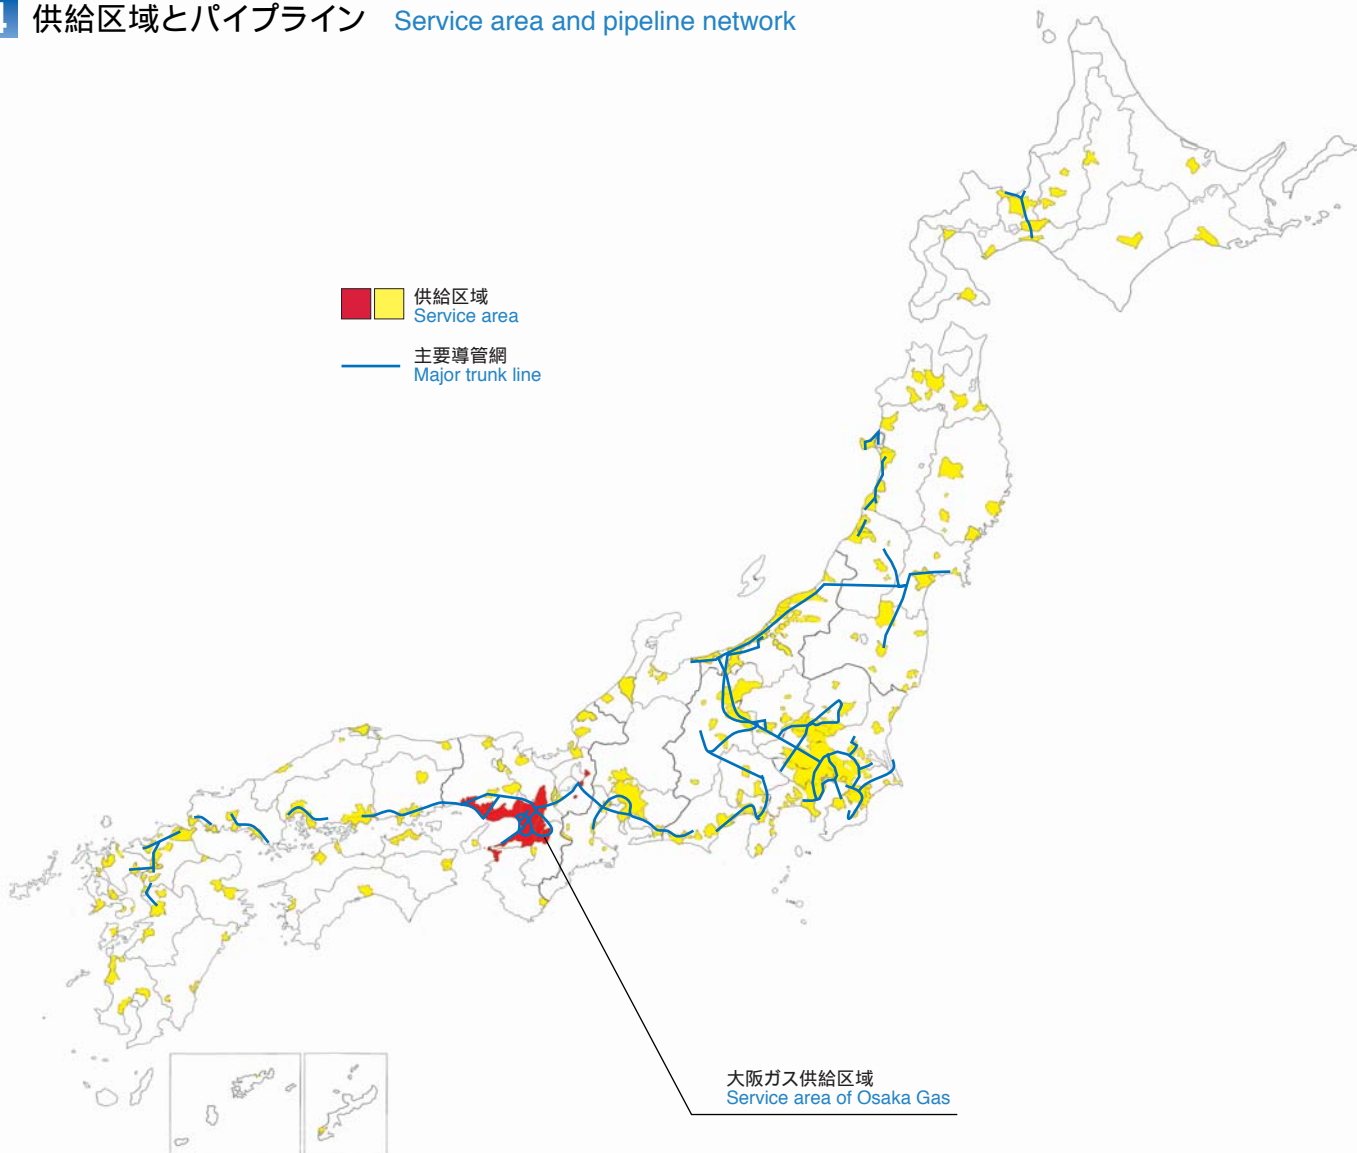 4 供給区域とパイプライン Service area and pipeline network
供給区域
Service area
主要導管網
Major trunk line
大阪ガス供給区域
Service area of Osaka Gas